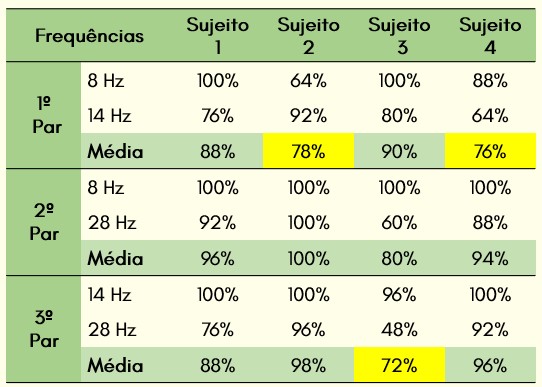 Frequências Sujeito 1 Sujeito 2 Sujeito 3 Sujeito 4
1º Par
8 Hz 100% 64% 100% 88%
14 Hz 76% 92% 80% 64%
Média 88% 78% 90% 76%
2º Par
8 Hz 100% 100% 100% 100%
28 Hz 92% 100% 60% 88%
Média 96% 100% 80% 94%
3º Par
14 Hz 100% 100% 96% 100%
28 Hz 76% 96% 48% 92%
Média 88% 98% 72% 96%